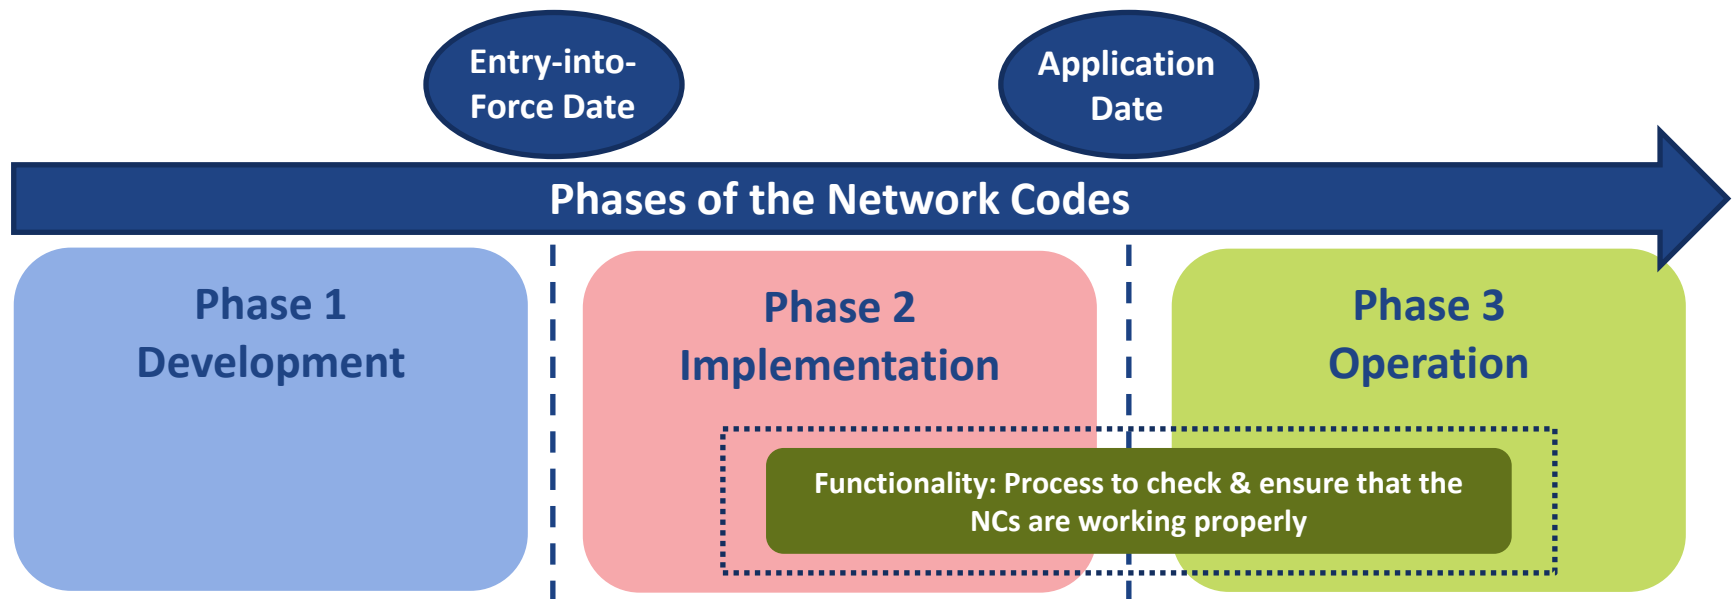 Entry-into-
Force Date
Application
Date
Phases of the Network Codes
Phase 1
Development
Phase 2
Implementation
Phase 3
Operation
Functionality: Process to check & ensure that the
NCs are working properly